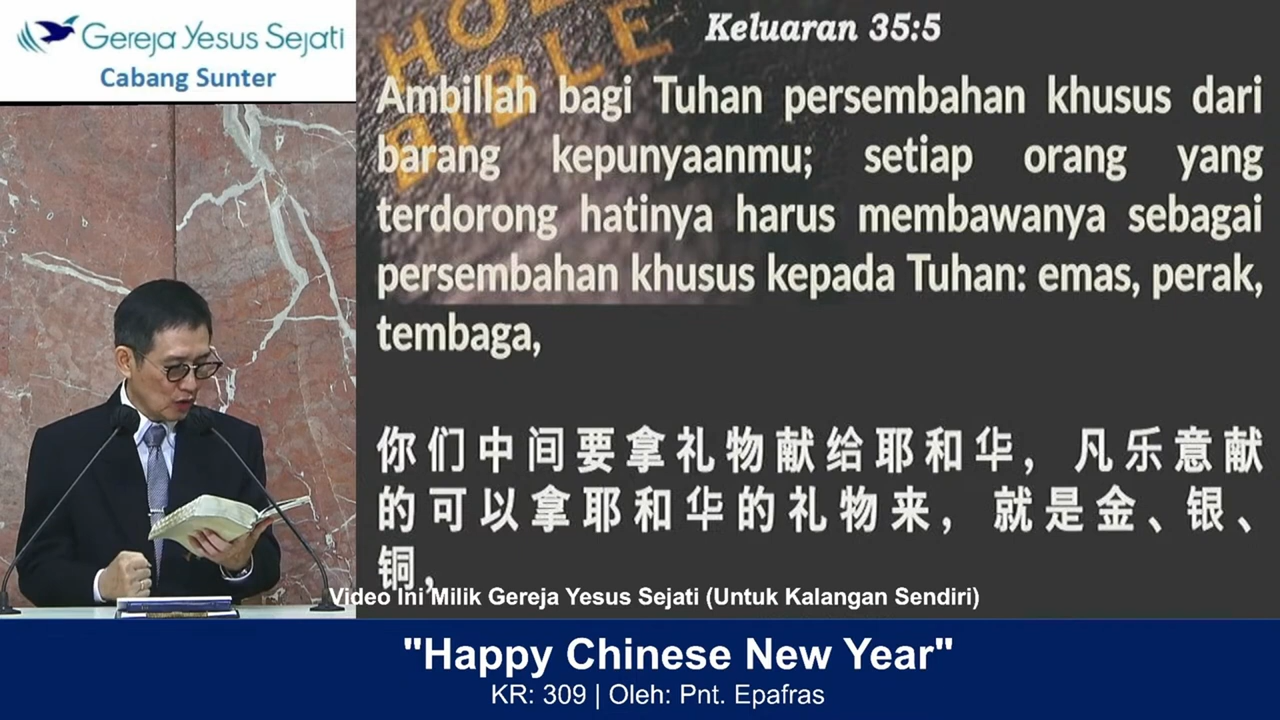 Gereja Yesus Sejati
Cabang Sunter
HOLY
BIBLE
Keluaran 35:5
Ambillah bagi Tuhan persembahan khusus dari
barang kepunyaanmu; setiap orang yang
terdorong hatinya harus membawanya sebagai
persembahan khusus kepada Tuhan: emas, perak,
tembaga,
你们中间要拿礼物献给耶和华，凡乐意献
的可以拿耶和华的礼物来，就是金、银、
铜，
Video Ini Milik Gereja Yesus Sejati (Untuk Kalangan Sendiri)
"Happy Chinese New Year"
KR: 309 | Oleh: Pnt. Epafras